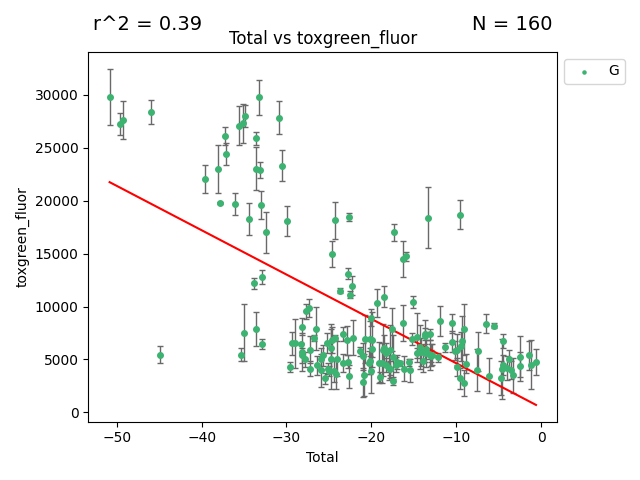 r^2 = 0.39
N = 160
Total vs toxgreen_fluor
G
30000
25000
20000
15000
10000
5000
0
toxgreen_fluor
−50
−40
−30
−20
−10
0
Total